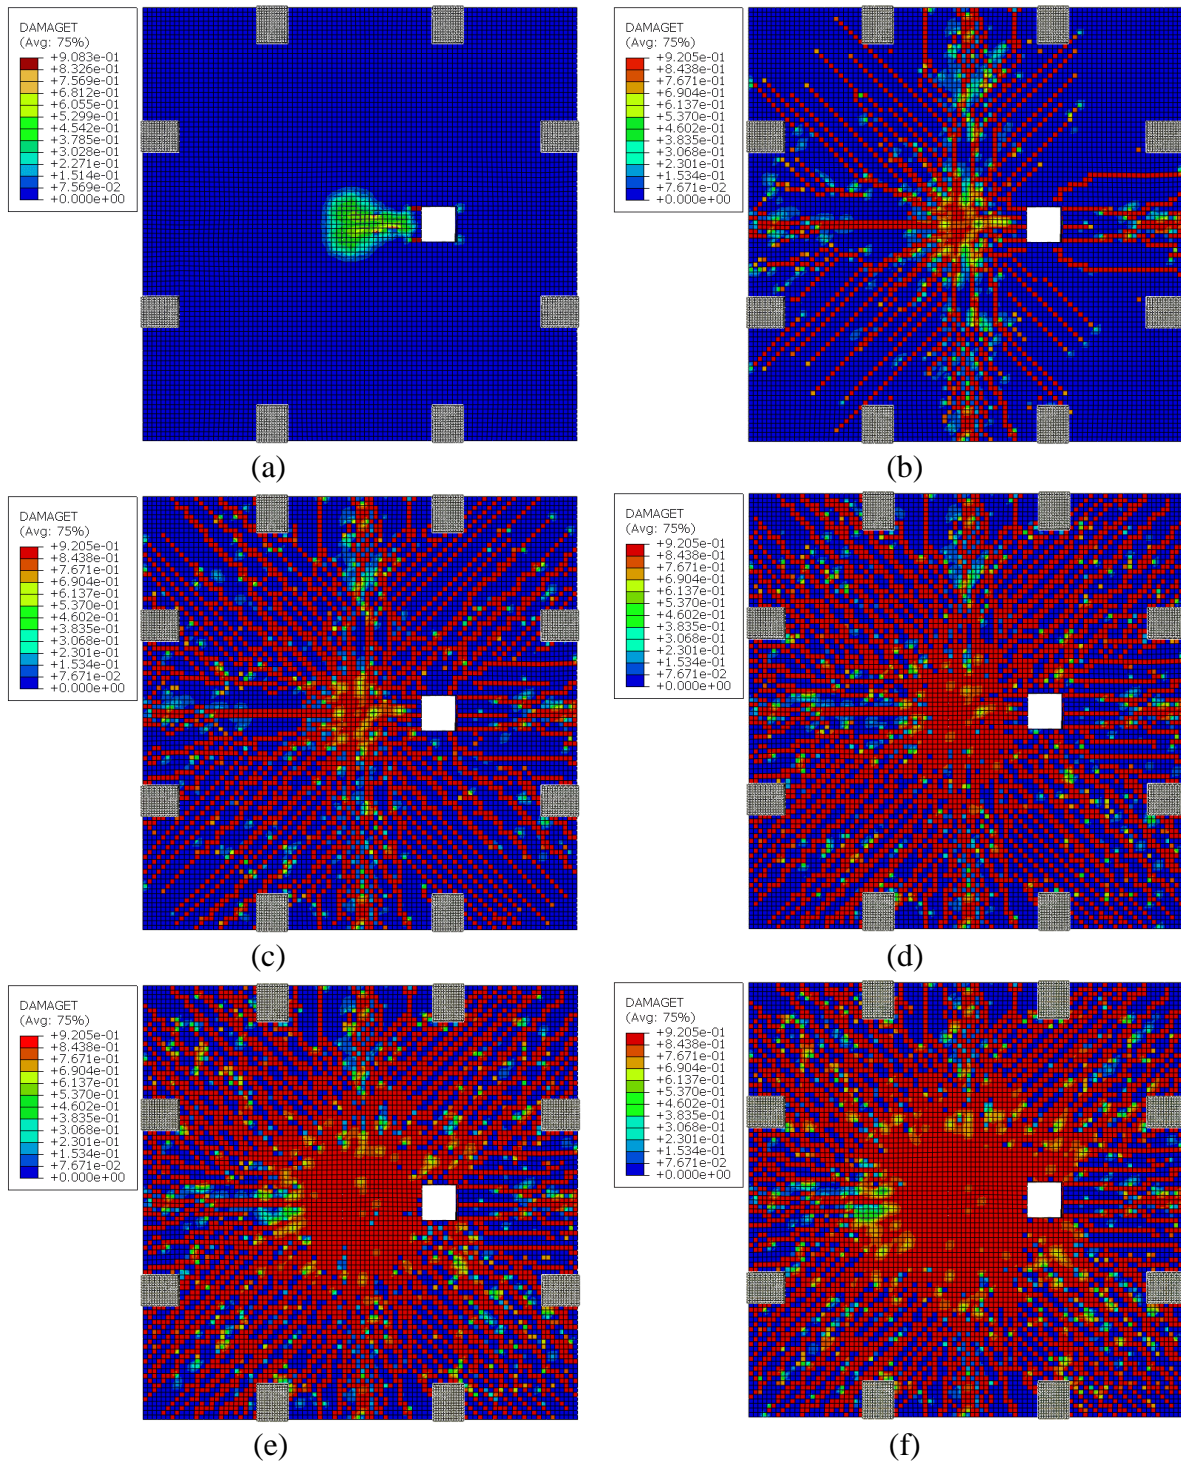 DAMAGET
(Avg: 75%)
+9.083e-01
+8.326e-01
+7.569e-01
+6.812e-01
+6.055e-01
+5.299e-01
+4.542e-01
+3.785e-01
+3.028e-01
+2.271e-01
+1.514e-01
+7.569e-02
+0.000e+00
(a)
DAMAGET
(Avg: 75%)
+9.205e-01
+8.438e-01
+7.671e-01
+6.904e-01
+6.137e-01
+5.370e-01
+4.602e-01
+3.835e-01
+3.068e-01
+2.301e-01
+1.534e-01
+7.671e-02
+0.000e+00
(b)
DAMAGET
(Avg: 75%)
+9.205e-01
+8.438e-01
+7.671e-01
+6.904e-01
+6.137e-01
+5.370e-01
+4.602e-01
+3.835e-01
+3.068e-01
+2.301e-01
+1.534e-01
+7.671e-02
+0.000e+00
(c)
DAMAGET
(Avg: 75%)
+9.205e-01
+8.438e-01
+7.671e-01
+6.904e-01
+6.137e-01
+5.370e-01
+4.602e-01
+3.835e-01
+3.068e-01
+2.301e-01
+1.534e-01
+7.671e-02
+0.000e+00
(d)
DAMAGET
(Avg: 75%)
+9.205e-01
+8.438e-01
+7.671e-01
+6.904e-01
+6.137e-01
+5.370e-01
+4.602e-01
+3.835e-01
+3.068e-01
+2.301e-01
+1.534e-01
+7.671e-02
+0.000e+00
(e)
DAMAGET
(Avg: 75%)
+9.205e-01
+8.438e-01
+7.671e-01
+6.904e-01
+6.137e-01
+5.370e-01
+4.602e-01
+3.835e-01
+3.068e-01
+2.301e-01
+1.534e-01
+7.671e-02
+0.000e+00
(f)